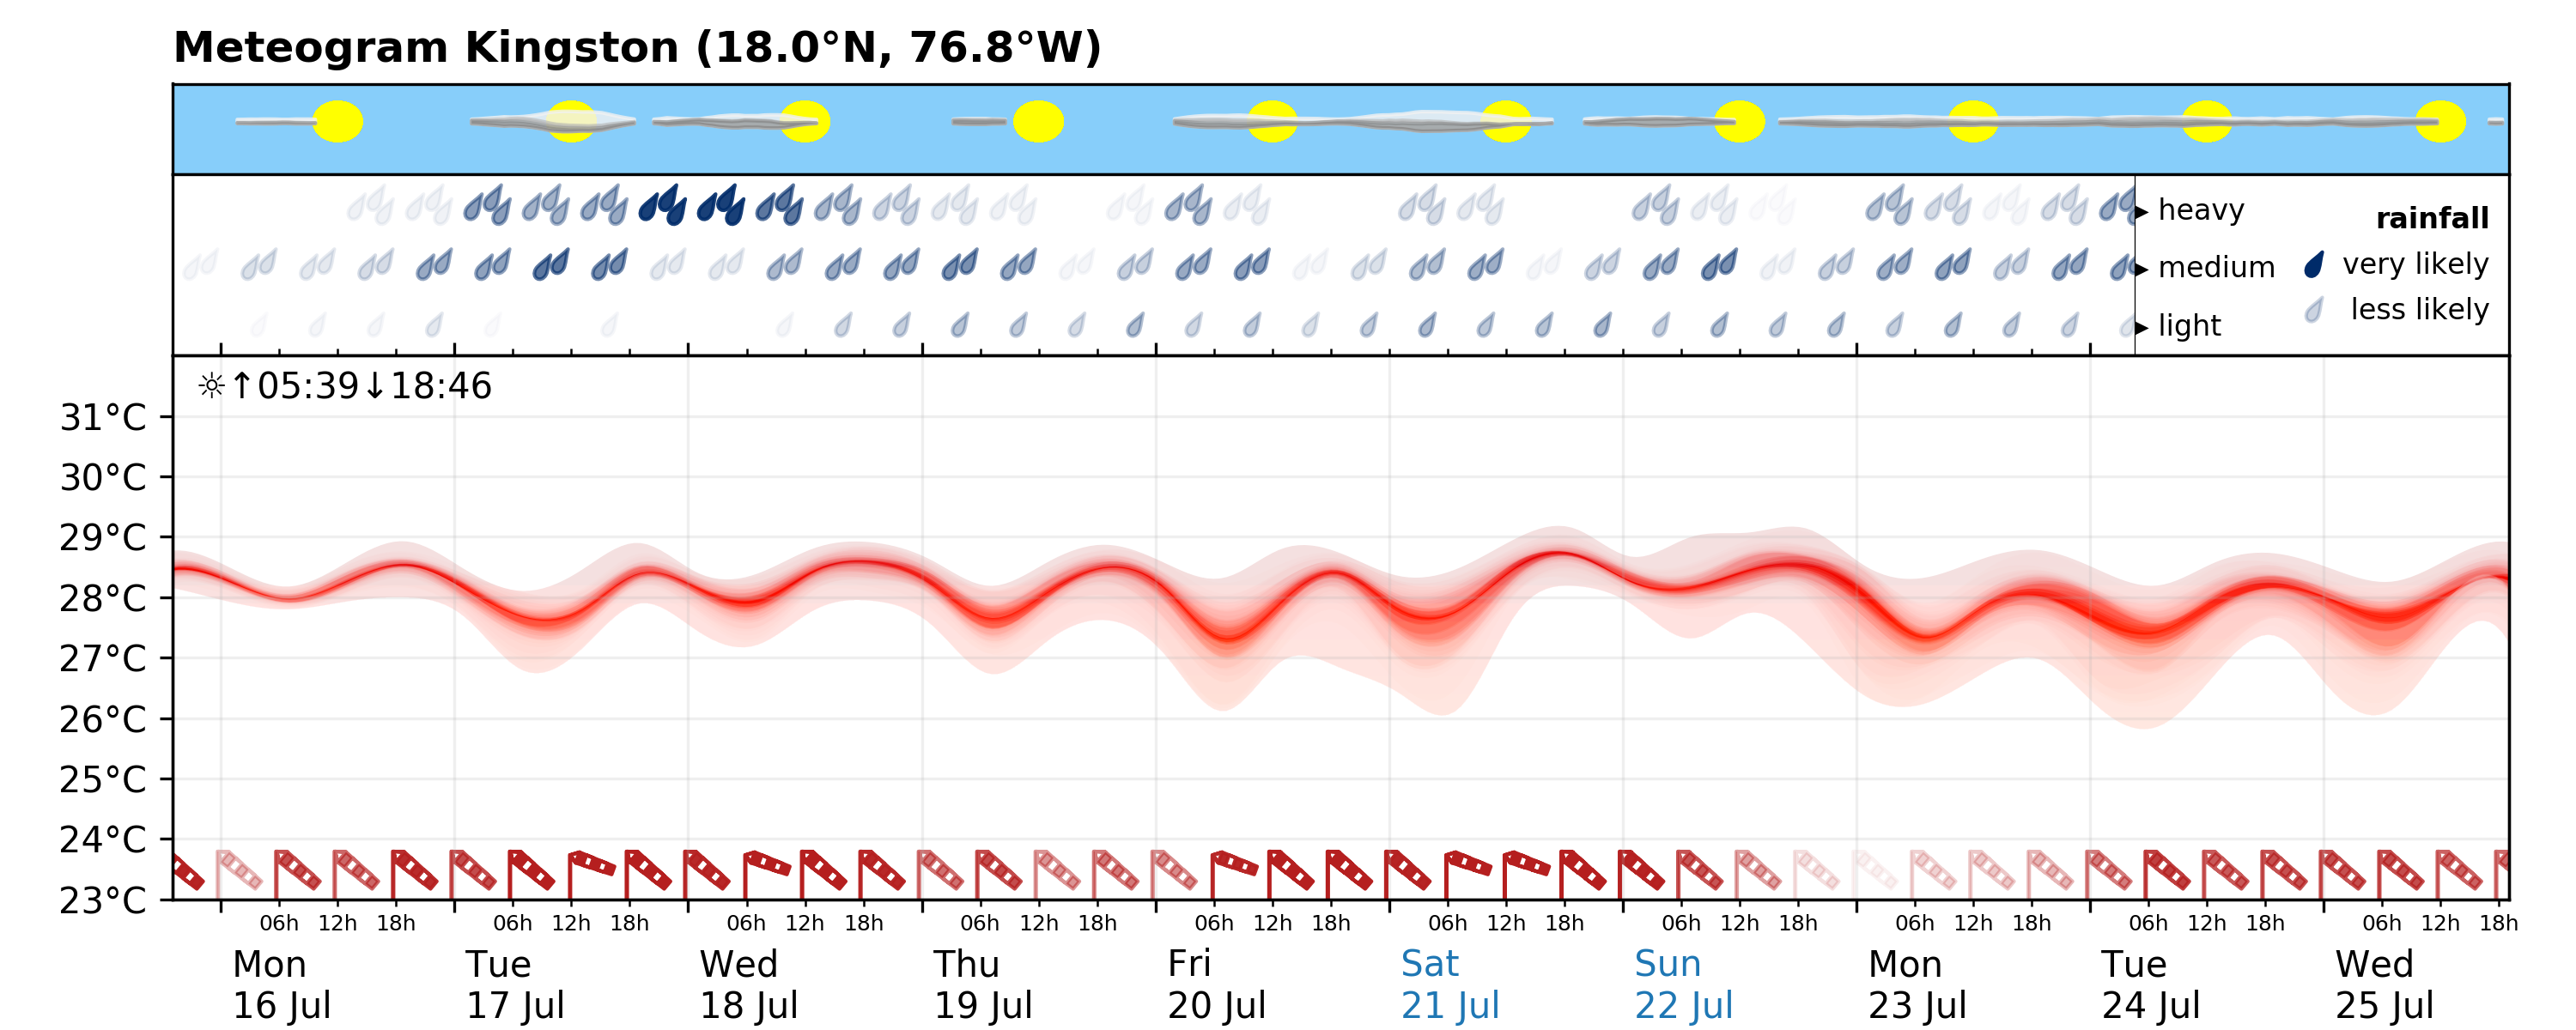 Meteogram Kingston (18.0°N, 76.8°W)
▸ heavy
rainfall
▸ medium
very likely
less likely
▸ light
☼↑05:39↓18:46
31°C
30°C
29°C
28°C
27°C
26°C
25°C
24°C
23°C
06h 12h 18h 06h 12h 18h 06h 12h 18h 06h 12h 18h 06h 12h 18h 06h 12h 18h 06h 12h 18h 06h 12h 18h 06h 12h 18h 06h 12h 18h
Mon Tue Wed Thu Fri Sat Sun Mon Tue Wed
16 Jul 17 Jul 18 Jul 19 Jul 20 Jul 21 Jul 22 Jul 23 Jul 24 Jul 25 Jul